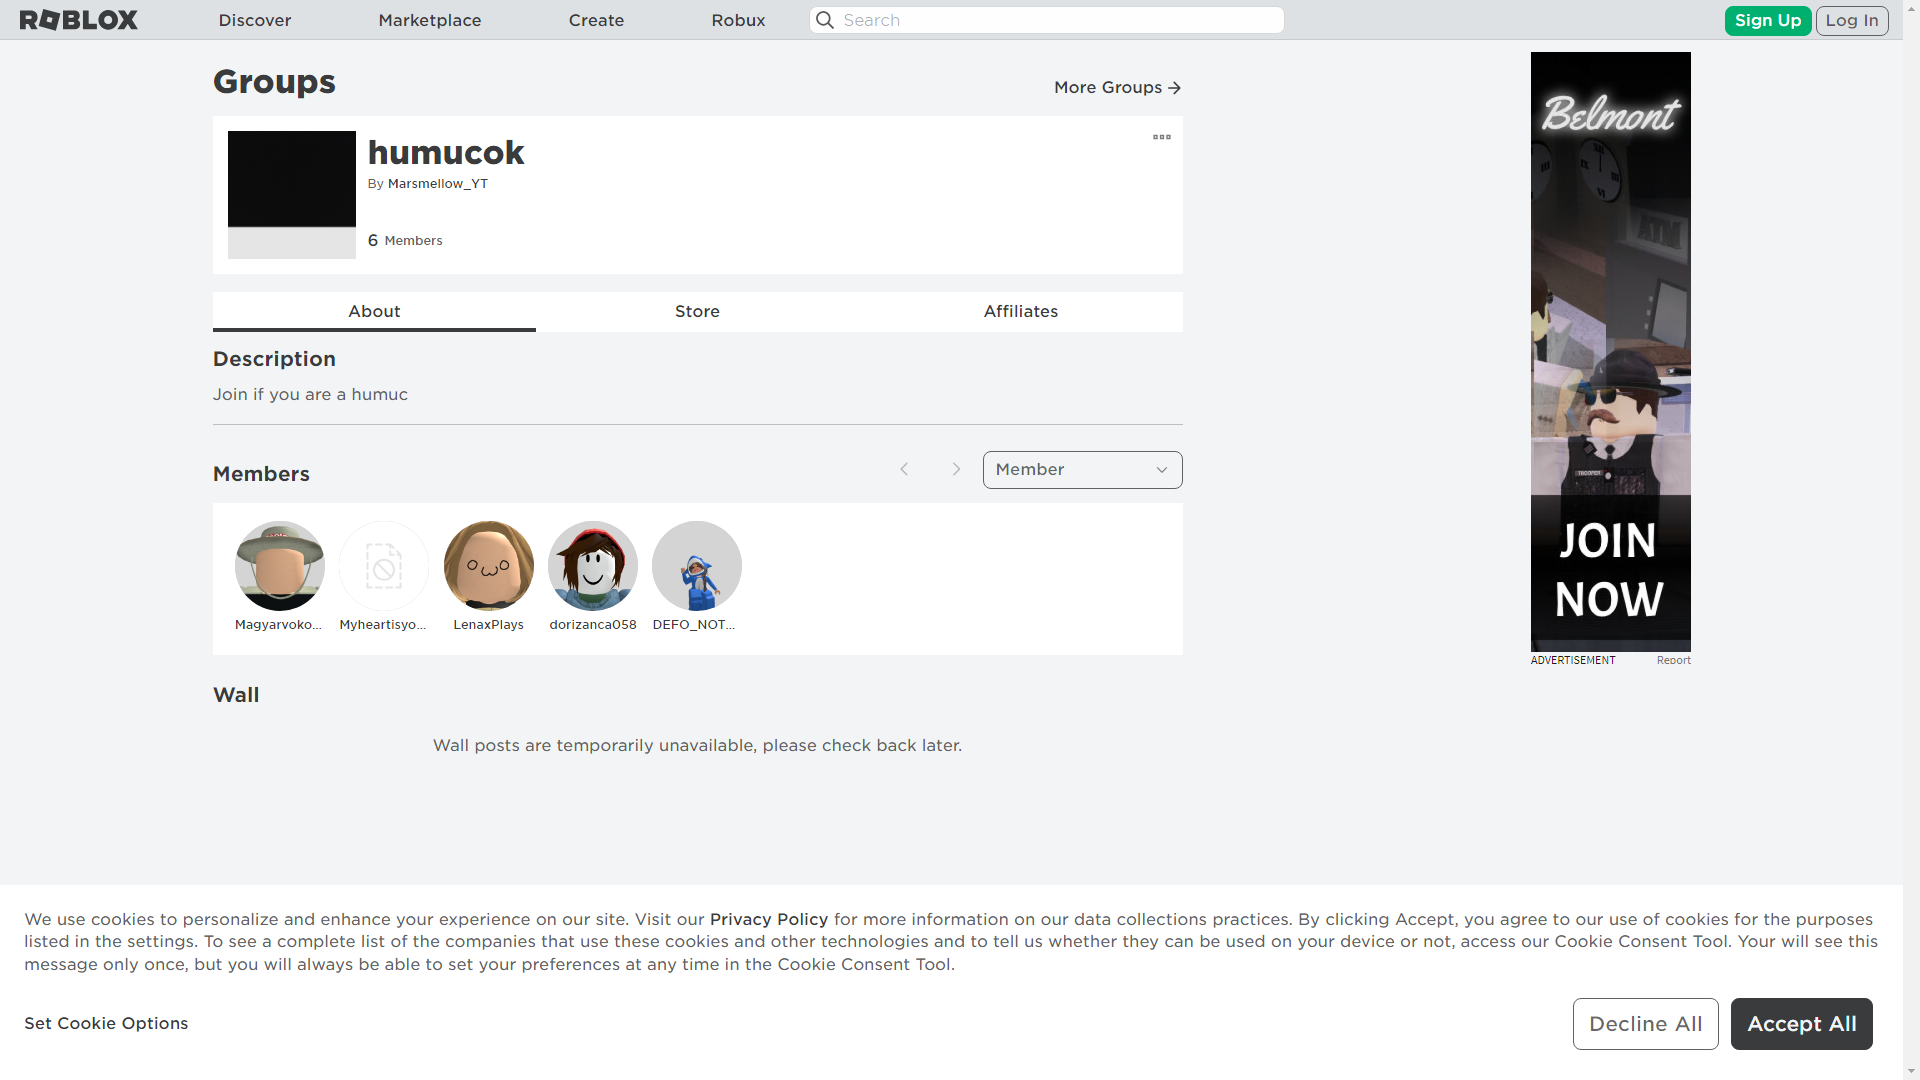 ROBLOX
Discover
Marketplace
Create
Robux
Search
Sign Up
Log In
Groups
More Groups
humucok
By Marsmellow_YT
6 Members
About
Store
Affiliates
Description
Join if you are a humuc
Members
Member
Magyarvoko...
Myheartisyo...
LenaxPlays
dorizanca058
DEFO_NOT...
Wall
Wall posts are temporarily unavailable, please check back later.
Belmont
ATM
TROOPER
JOIN
NOW
ADVERTISEMENT
Report
We use cookies to personalize and enhance your experience on our site. Visit our Privacy Policy for more information on our data collections practices. By clicking Accept, you agree to our use of cookies for the purposes
listed in the settings. To see a complete list of the companies that use these cookies and other technologies and to tell us whether they can be used on your device or not, access our Cookie Consent Tool. Your will see this
message only once, but you will always be able to set your preferences at any time in the Cookie Consent Tool.
Set Cookie Options
Decline All
Accept All